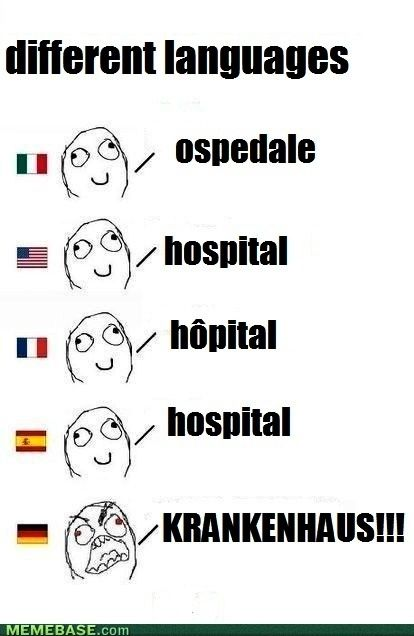 different languages
ospedale
hospital
hôpital
hospital
KRANKENHAUS!!!
MEMEBASE.com